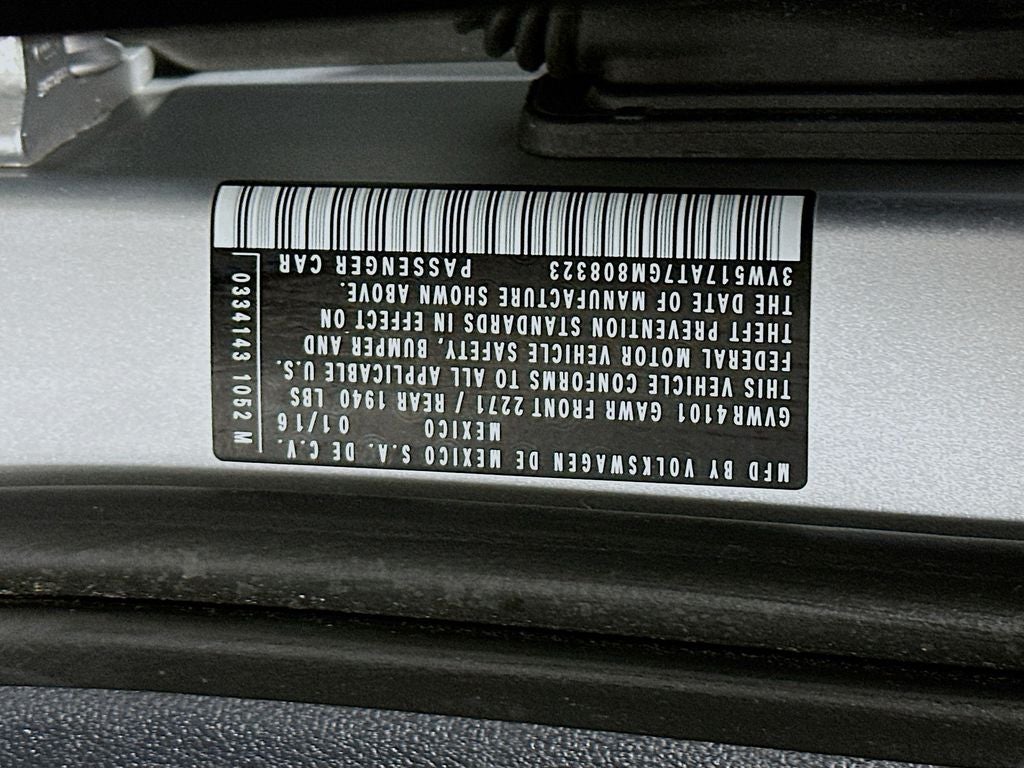 MFD BY VOLKSWAGEN DE MEXICO S.A. DE C.V.
MEXICO 01/16
GVWR4101 GAWR FRONT 2271 / REAR 1940 LBS
THIS VEHICLE CONFORMS TO ALL APPLICABLE U.S.
FEDERAL MOTOR VEHICLE SAFETY, BUMPER AND
THEFT PREVENTION STANDARDS IN EFFECT ON
THE DATE OF MANUFACTURE SHOWN ABOVE.
3VW517AT7GM808323 PASSENGER CAR
0334143 1052 M